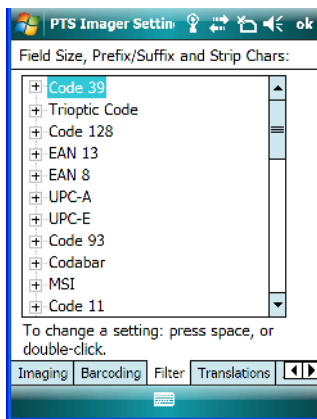 PTS Imager Settin ok
Field Size, Prefix/Suffix and Strip Chars:
Code 39
Trioptic Code
Code 128
EAN 13
EAN 8
UPC-A
UPC-E
Code 93
Codabar
MSI
Code 11
To change a setting: press space, or
double-click.
Imaging Barcoding Filter Translations